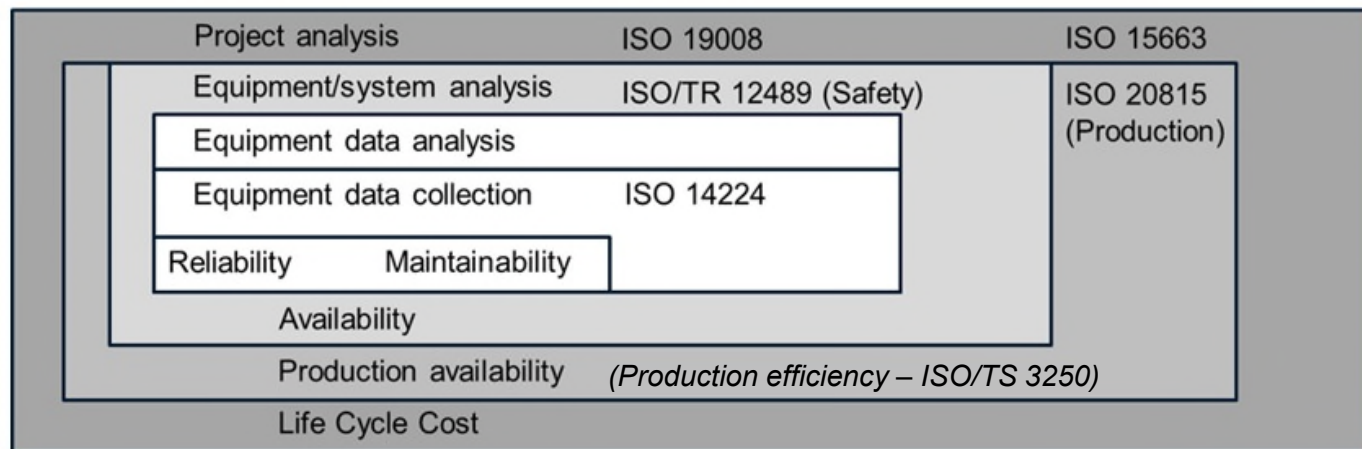 Project analysis ISO 19008 ISO 15663
Equipment/system analysis ISO/TR 12489 (Safety) ISO 20815
(Production)
Equipment data analysis
Equipment data collection ISO 14224
Reliability Maintainability
Availability
Production availability (Production efficiency – ISO/TS 3250)
Life Cycle Cost